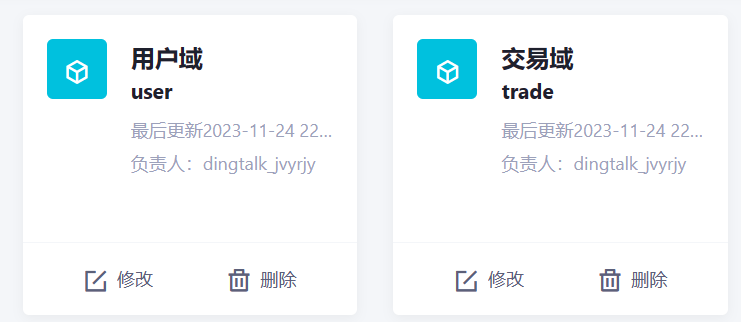 用户域
user
最后更新2023-11-24 22...
负责人：dingtalk_jvyrjy
修改
删除
交易域
trade
最后更新2023-11-24 22...
负责人：dingtalk_jvyrjy
修改
删除